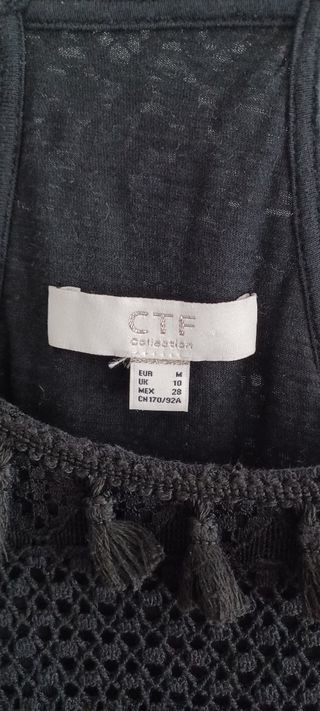 CTF
Collection
EUR M
UK 10
MEX 28
CN 170/92A